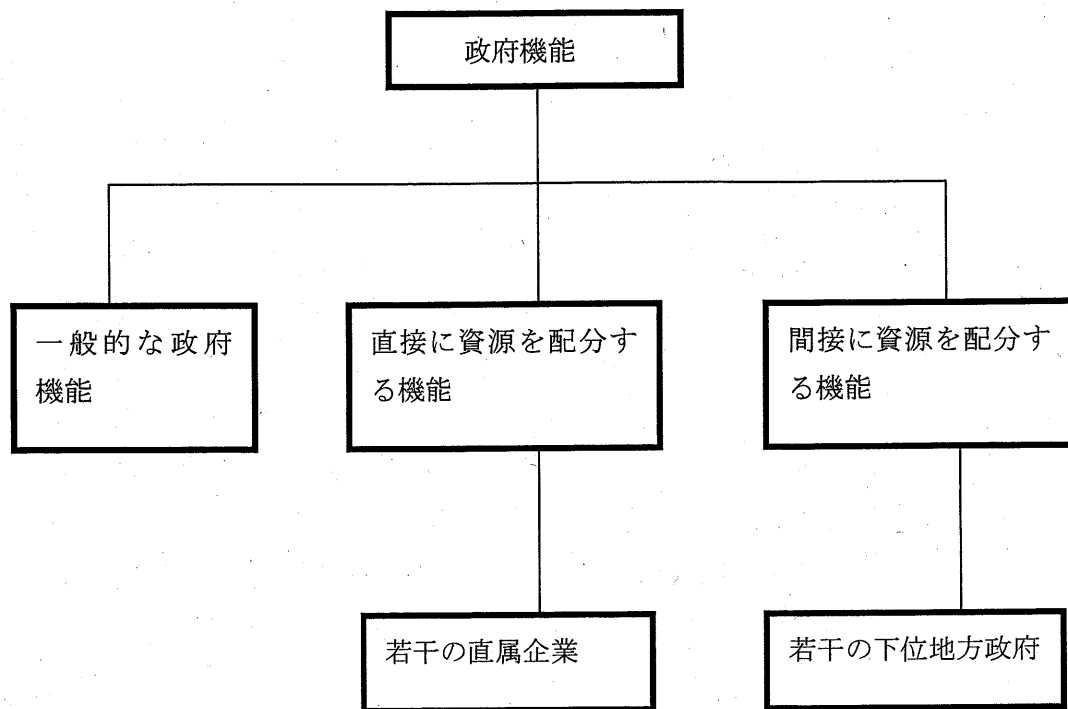 政府機能
一般的な政府
機能
直接に資源を配分す
る機能
間接に資源を配分す
る機能
若干の直属企業
若干の下位地方政府